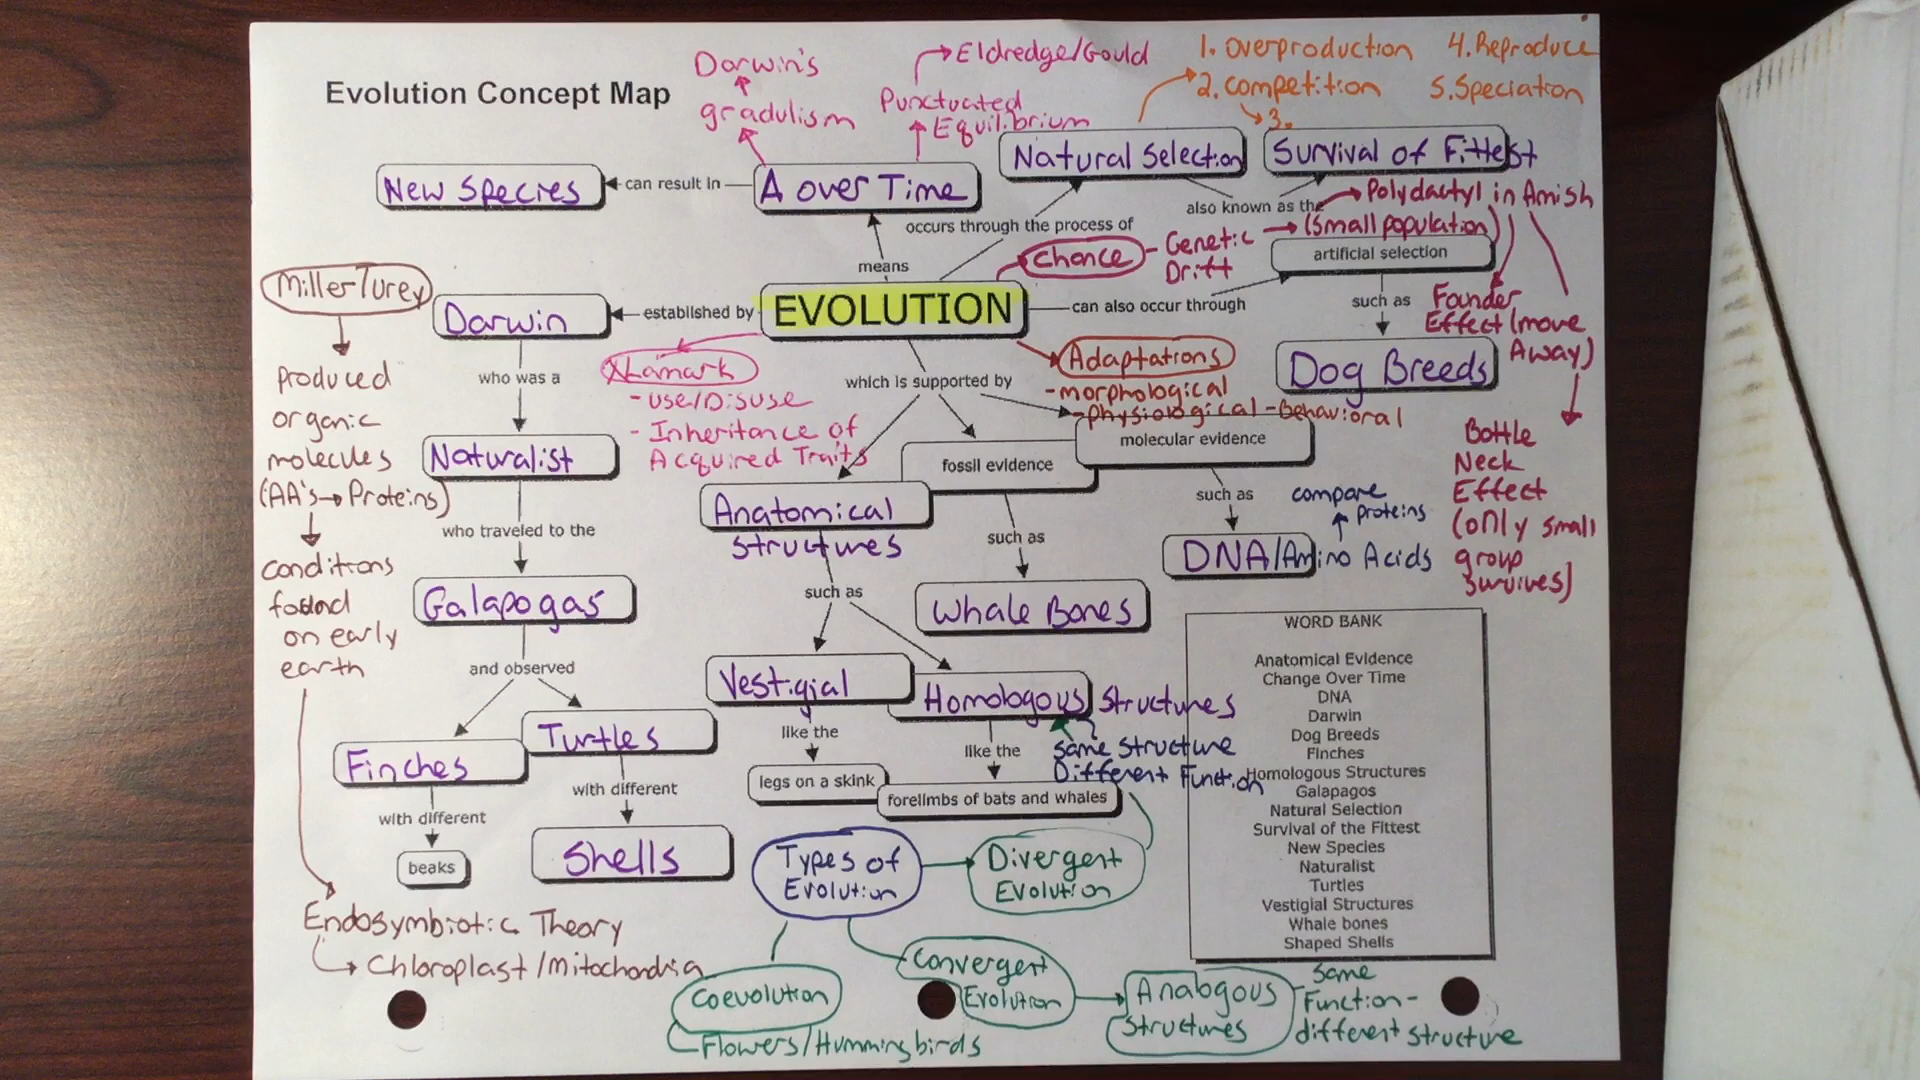 Evolution Concept Map
Darwin's
gradulism
Eldredge/Gould
Punctuated
Equilibrium
1. overproduction
2. competition
3.
4. Reproduce
5. Speciation
New Species
can result in
Δ over Time
Natural Selection
Survival of Fittest
also known as the
occurs through the process of
means
Polydactyl in Amish
(Small population)
Chance - Genetic
Drift
artificial selection
Miller/Urey
Darwin
established by
EVOLUTION
can also occur through
such as
Founder
Effect (move
Away)
Dog Breeds
produced
organic
molecules
(AA's → Proteins)
conditions
found
on early
earth
who was a
XLamark
- use/Disuse
- Inheritance of
Acquired Traits
which is supported by
Adaptations
- morphological
- physiological - Behavioral
molecular evidence
fossil evidence
Bottle
Neck
Effect
(only small
group
survives)
Naturalist
who traveled to the
Anatomical
structures
such as
such as
compare
proteins
DNA/Amino Acids
Galapogas
such as
Whale Bones
and observed
Vestigial
Homologous Structures
same structure
Different Function
Finches
Turtles
like the
like the
with different
with different
legs on a skink
forelimbs of bats and whales
beaks
Shells
WORD BANK
Anatomical Evidence
Change Over Time
DNA
Darwin
Dog Breeds
Finches
Homologous Structures
Galapagos
Natural Selection
Survival of the Fittest
New Species
Naturalist
Turtles
Vestigial Structures
Whale bones
Shaped Shells
Types of
Evolution
Divergent
Evolution
Endosymbiotic Theory
Chloroplast/Mitochondria
Coevolution
Flowers/Hummingbirds
Convergent
Evolution
Analogous
Structures
Same
Function -
different structure